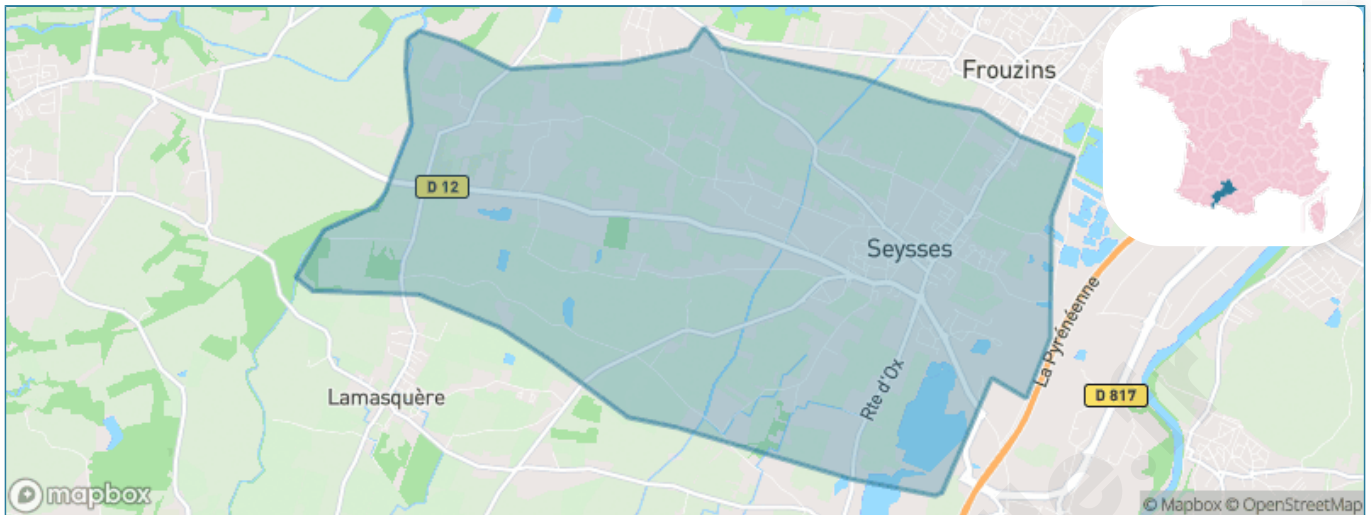 Frouzins
D 12
Seysses
La Pyrénéenne
Rte d'Ox
Lamasquère
D 817
mapbox
© Mapbox © OpenStreetMap